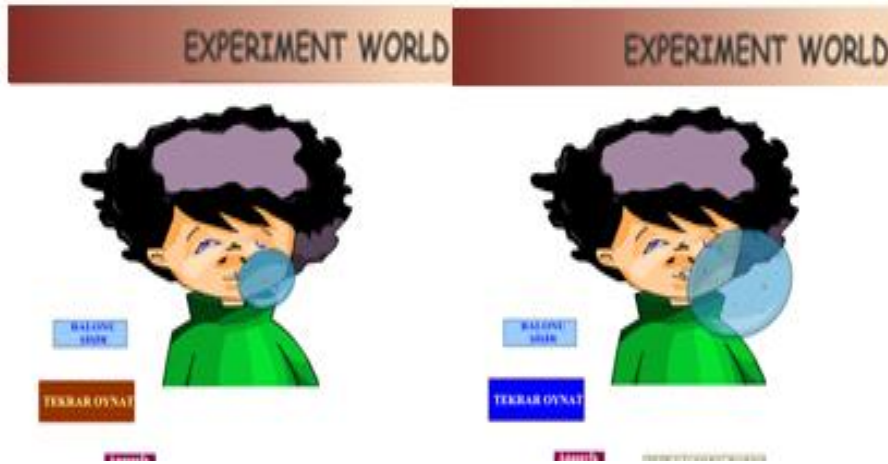 EXPERIMENT WORLD
BALONU
ŞİŞİR
TEKRAR OYNAT
EXPERIMENT WORLD
BALONU
ŞİŞİR
TEKRAR OYNAT